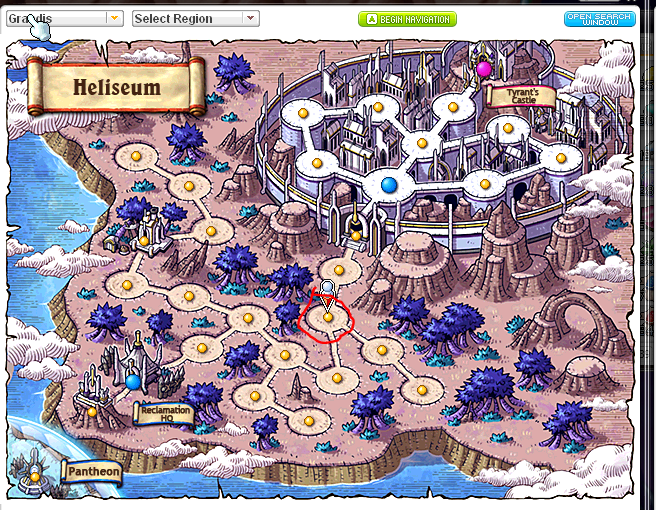 Grandis
Select Region
BEGIN NAVIGATION
OPEN SEARCH
WINDOW
Heliseum
Tyrant's
Castle
Reclamation
HQ
Pantheon